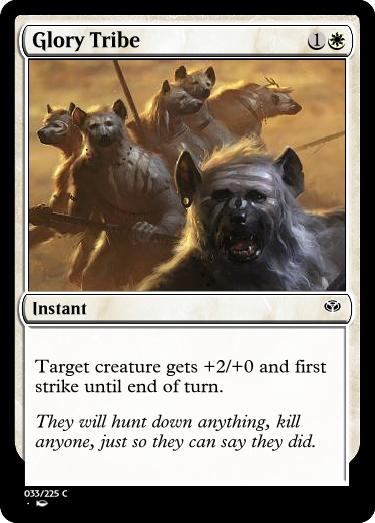 Glory Tribe 1
Instant
Target creature gets +2/+0 and first
strike until end of turn.
They will hunt down anything, kill
anyone, just so they can say they did.
033/225 C